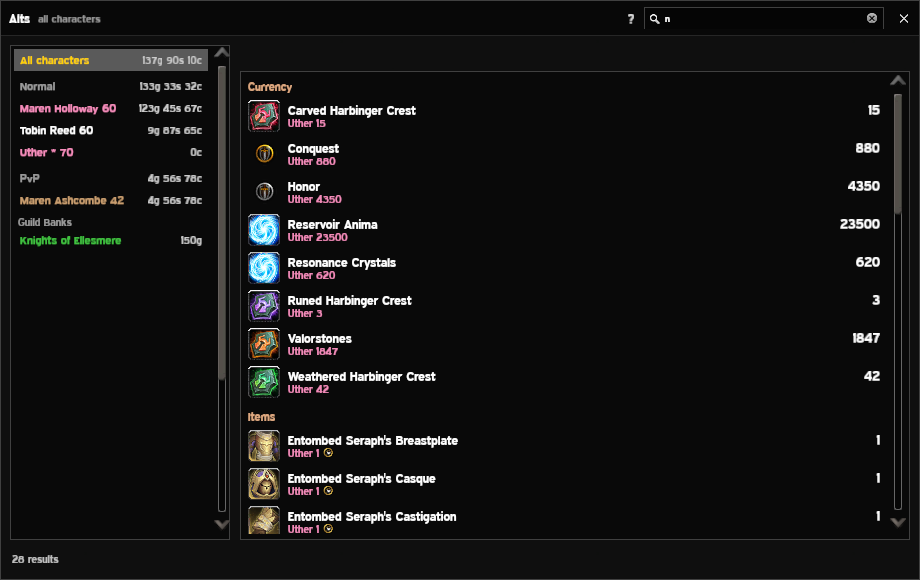 Alts all characters ? n
All characters 137g 90s 10c
Normal 133g 33s 32c
Maren Holloway 60 123g 45s 67c
Tobin Reed 60 9g 87s 65c
Uther * 70 0c
PvP 4g 56s 78c
Maren Ashcombe 42 4g 56s 78c
Guild Banks
Knights of Ellesmere 150g
Currency
Carved Harbinger Crest 15
Uther 15
Conquest 880
Uther 880
Honor 4350
Uther 4350
Reservoir Anima 23500
Uther 23500
Resonance Crystals 620
Uther 620
Runed Harbinger Crest 3
Uther 3
Valorstones 1847
Uther 1847
Weathered Harbinger Crest 42
Uther 42
Items
Entombed Seraph's Breastplate 1
Uther 1
Entombed Seraph's Casque 1
Uther 1
Entombed Seraph's Castigation 1
Uther 1
28 results